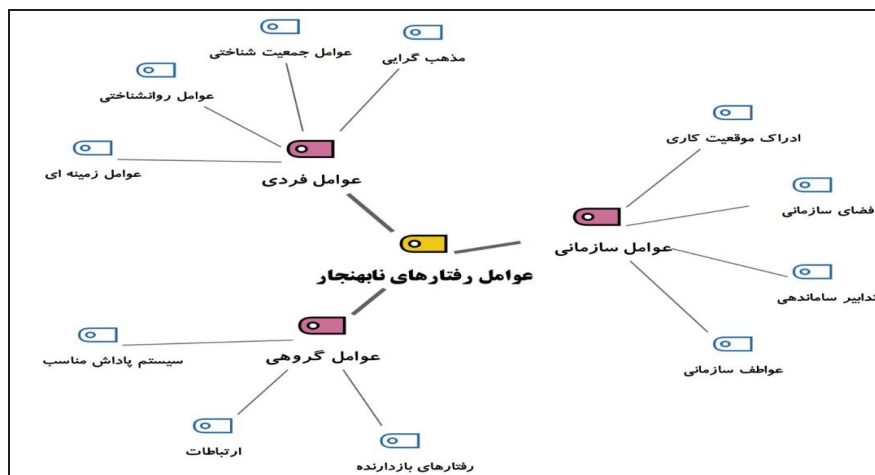 عوامل جمعیت شناختی
مذهب گرایی
عوامل روانشناختی
عوامل زمینه ای
عوامل فردی
ادراک موقعیت کاری
فضای سازمانی
عوامل سازمانی
تدابیر ساماندهی
عواطف سازمانی
عوامل رفتارهای نابهنجار
عوامل گروهی
سیستم پاداش مناسب
ارتباطات
رفتارهای بازدارنده